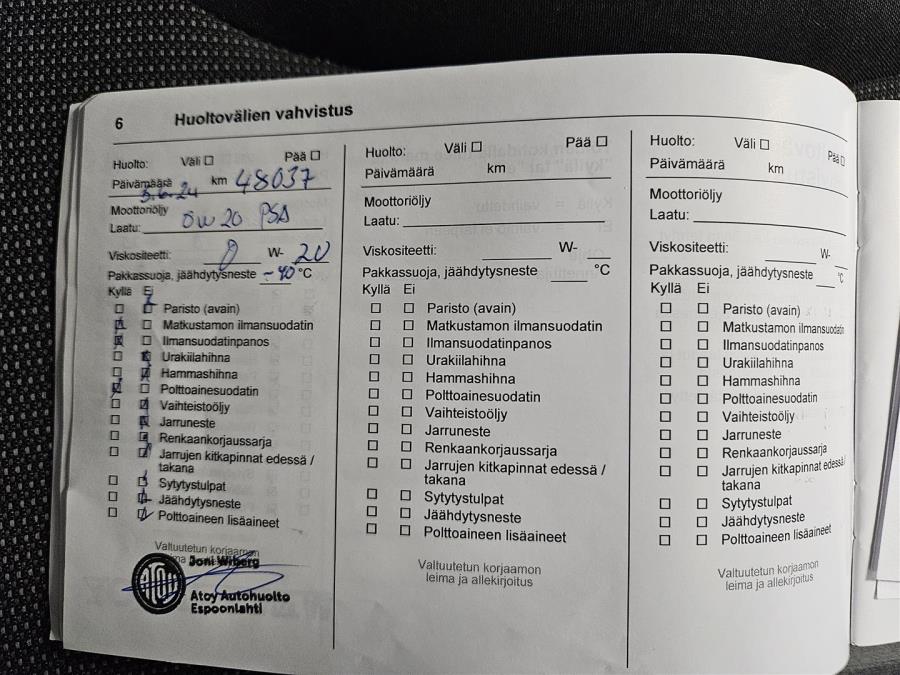 6 Huoltovälien vahvistus
Huolto: Väli ☐ Pää ☐
Päivämäärä 3.6.24 km 48037
Moottoriöljy
Laatu: 0W20 PSA
Viskositeetti: 0 W- 20
Pakkassuoja, jäähdytysneste -40 °C
Kyllä Ei
Paristo (avain)
Matkustamon ilmansuodatin
Ilmansuodatinpanos
Urakiilahihna
Hammashihna
Polttoainesuodatin
Vaihteistoöljy
Jarruneste
Renkaankorjaussarja
Jarrujen kitkapinnat edessä /
takana
Sytytystulpat
Jäähdytysneste
Polttoaineen lisäaineet
Valtuutetun korjaamon
Joni Wiberg
ATOY
Atoy Autohuolto
Espoonlahti
Huolto: Väli ☐ Pää ☐
Päivämäärä km
Moottoriöljy
Laatu:
Viskositeetti: W-
Pakkassuoja, jäähdytysneste °C
Kyllä Ei
Paristo (avain)
Matkustamon ilmansuodatin
Ilmansuodatinpanos
Urakiilahihna
Hammashihna
Polttoainesuodatin
Vaihteistoöljy
Jarruneste
Renkaankorjaussarja
Jarrujen kitkapinnat edessä /
takana
Sytytystulpat
Jäähdytysneste
Polttoaineen lisäaineet
Valtuutetun korjaamon
leima ja allekirjoitus
Huolto: Väli ☐ Pää ☐
Päivämäärä km
Moottoriöljy
Laatu:
Viskositeetti: W-
Pakkassuoja, jäähdytysneste °C
Kyllä Ei
Paristo (avain)
Matkustamon ilmansuodatin
Ilmansuodatinpanos
Urakiilahihna
Hammashihna
Polttoainesuodatin
Vaihteistoöljy
Jarruneste
Renkaankorjaussarja
Jarrujen kitkapinnat edessä /
takana
Sytytystulpat
Jäähdytysneste
Polttoaineen lisäaineet
Valtuutetun korjaamon
leima ja allekirjoitus